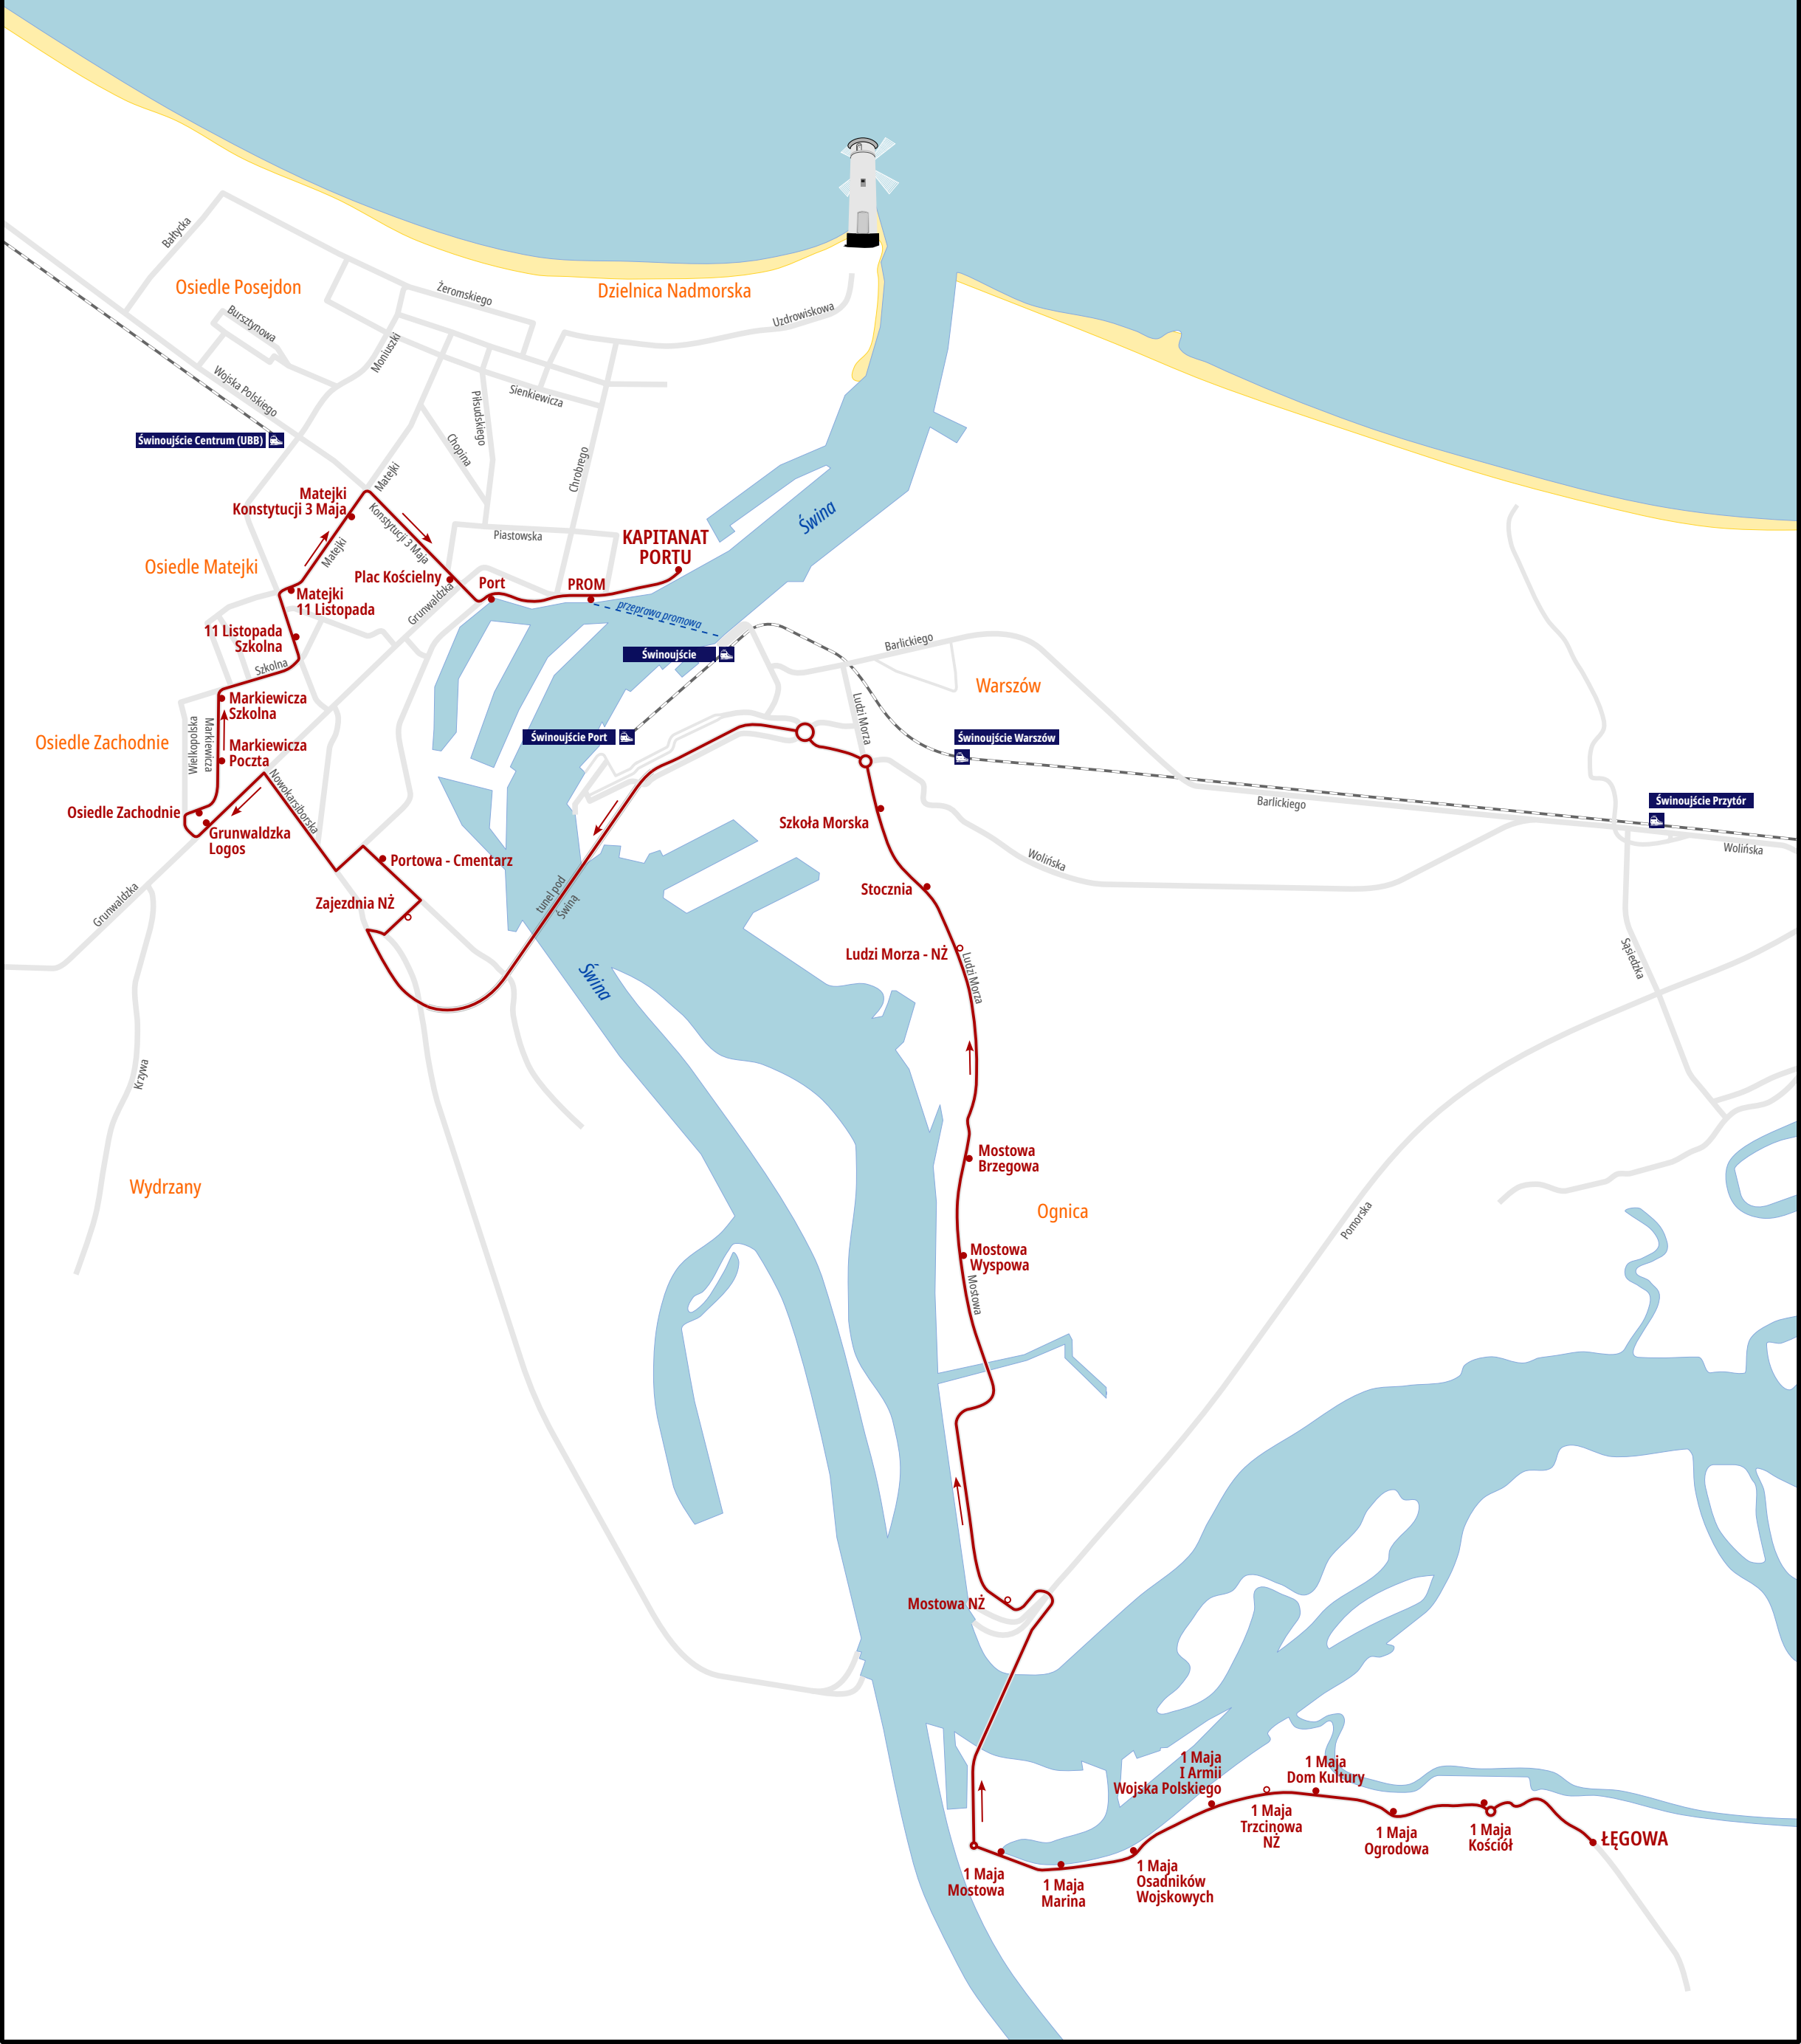 Bałtycka
Osiedle Posejdon
Bursztynowa
Żeromskiego
Dzielnica Nadmorska
Uzdrowiskowa
Moniuszki
Wojska Polskiego
Piłsudskiego
Sienkiewicza
Chopina
Chrobrego
Świnoujście Centrum (UBB)
Matejki
Matejki
Konstytucji 3 Maja
Konstytucji 3 Maja
Matejki
Piastowska
KAPITANAT
PORTU
Świna
Osiedle Matejki
Plac Kościelny
Port
PROM
Matejki
11 Listopada
Grunwaldzka
przeprawa promowa
11 Listopada
Szkolna
Szkolna
Świnoujście
Barlickiego
Warszów
Markiewicza
Szkolna
Ludzi Morza
Osiedle Zachodnie
Wielkopolska
Markiewicza
Markiewicza
Poczta
Świnoujście Port
Świnoujście Warszów
Nowokarsiborska
Osiedle Zachodnie
Grunwaldzka
Logos
Szkoła Morska
Barlickiego
Świnoujście Przytór
Wolińska
Wolińska
Portowa - Cmentarz
Zajezdnia NŻ
Grunwaldzka
tunel pod
Świną
Stocznia
Ludzi Morza - NŻ
Ludzi Morza
Sąsiedzka
Świna
Krzywa
Wydrzany
Mostowa
Brzegowa
Ognica
Pomorska
Mostowa
Wyspowa
Mostowa
Mostowa NŻ
1 Maja
I Armii
Wojska Polskiego
1 Maja
Dom Kultury
1 Maja
Trzcinowa
NŻ
1 Maja
Ogrodowa
1 Maja
Kościół
ŁĘGOWA
1 Maja
Mostowa
1 Maja
Marina
1 Maja
Osadników
Wojskowych